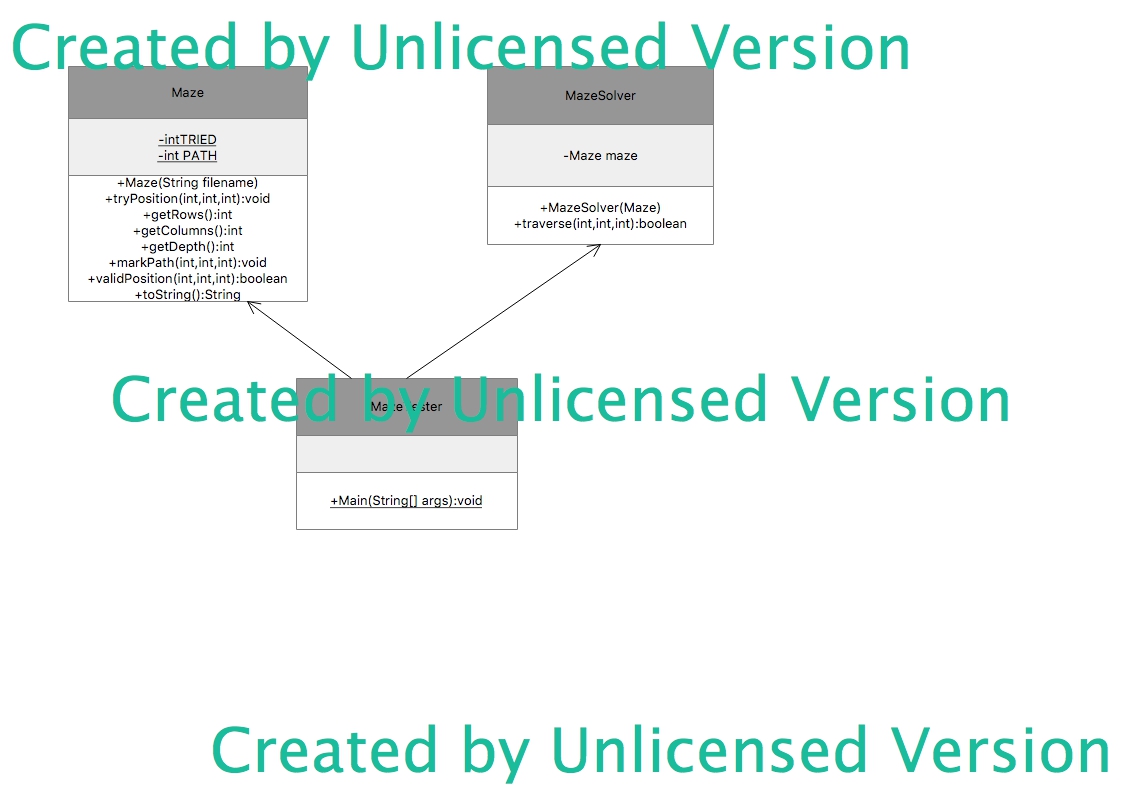 Created by Unlicensed Version
Maze
-intTRIED
-int PATH
+Maze(String filename)
+tryPosition(int,int,int):void
+getRows():int
+getColumns():int
+getDepth():int
+markPath(int,int,int):void
+validPosition(int,int,int):boolean
+toString():String
MazeSolver
-Maze maze
+MazeSolver(Maze)
+traverse(int,int,int):boolean
Created by Unlicensed Version
+Main(String[] args):void
Created by Unlicensed Version